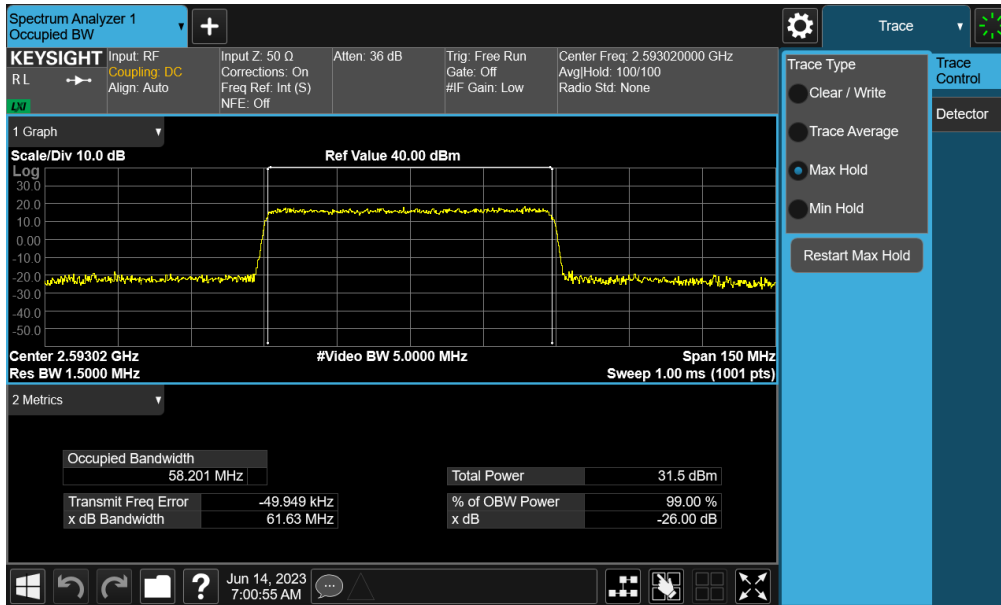 Spectrum Analyzer 1
Occupied BW
+
Trace
KEYSIGHT
R L
LXI
Input: RF
Coupling: DC
Align: Auto
Input Z: 50 Ω
Corrections: On
Freq Ref: Int (S)
NFE: Off
Atten: 36 dB
Trig: Free Run
Gate: Off
#IF Gain: Low
Center Freq: 2.593020000 GHz
Avg|Hold: 100/100
Radio Std: None
Trace Type
Clear / Write
Trace Average
Max Hold
Min Hold
Restart Max Hold
Trace
Control
Detector
1 Graph
Scale/Div 10.0 dB
Ref Value 40.00 dBm
Log
30.0
20.0
10.0
0.00
-10.0
-20.0
-30.0
-40.0
-50.0
Center 2.59302 GHz
#Video BW 5.0000 MHz
Span 150 MHz
Res BW 1.5000 MHz
Sweep 1.00 ms (1001 pts)
2 Metrics
Occupied Bandwidth
58.201 MHz
Total Power 31.5 dBm
Transmit Freq Error -49.949 kHz
% of OBW Power 99.00 %
x dB Bandwidth 61.63 MHz
x dB -26.00 dB
?
Jun 14, 2023
7:00:55 AM